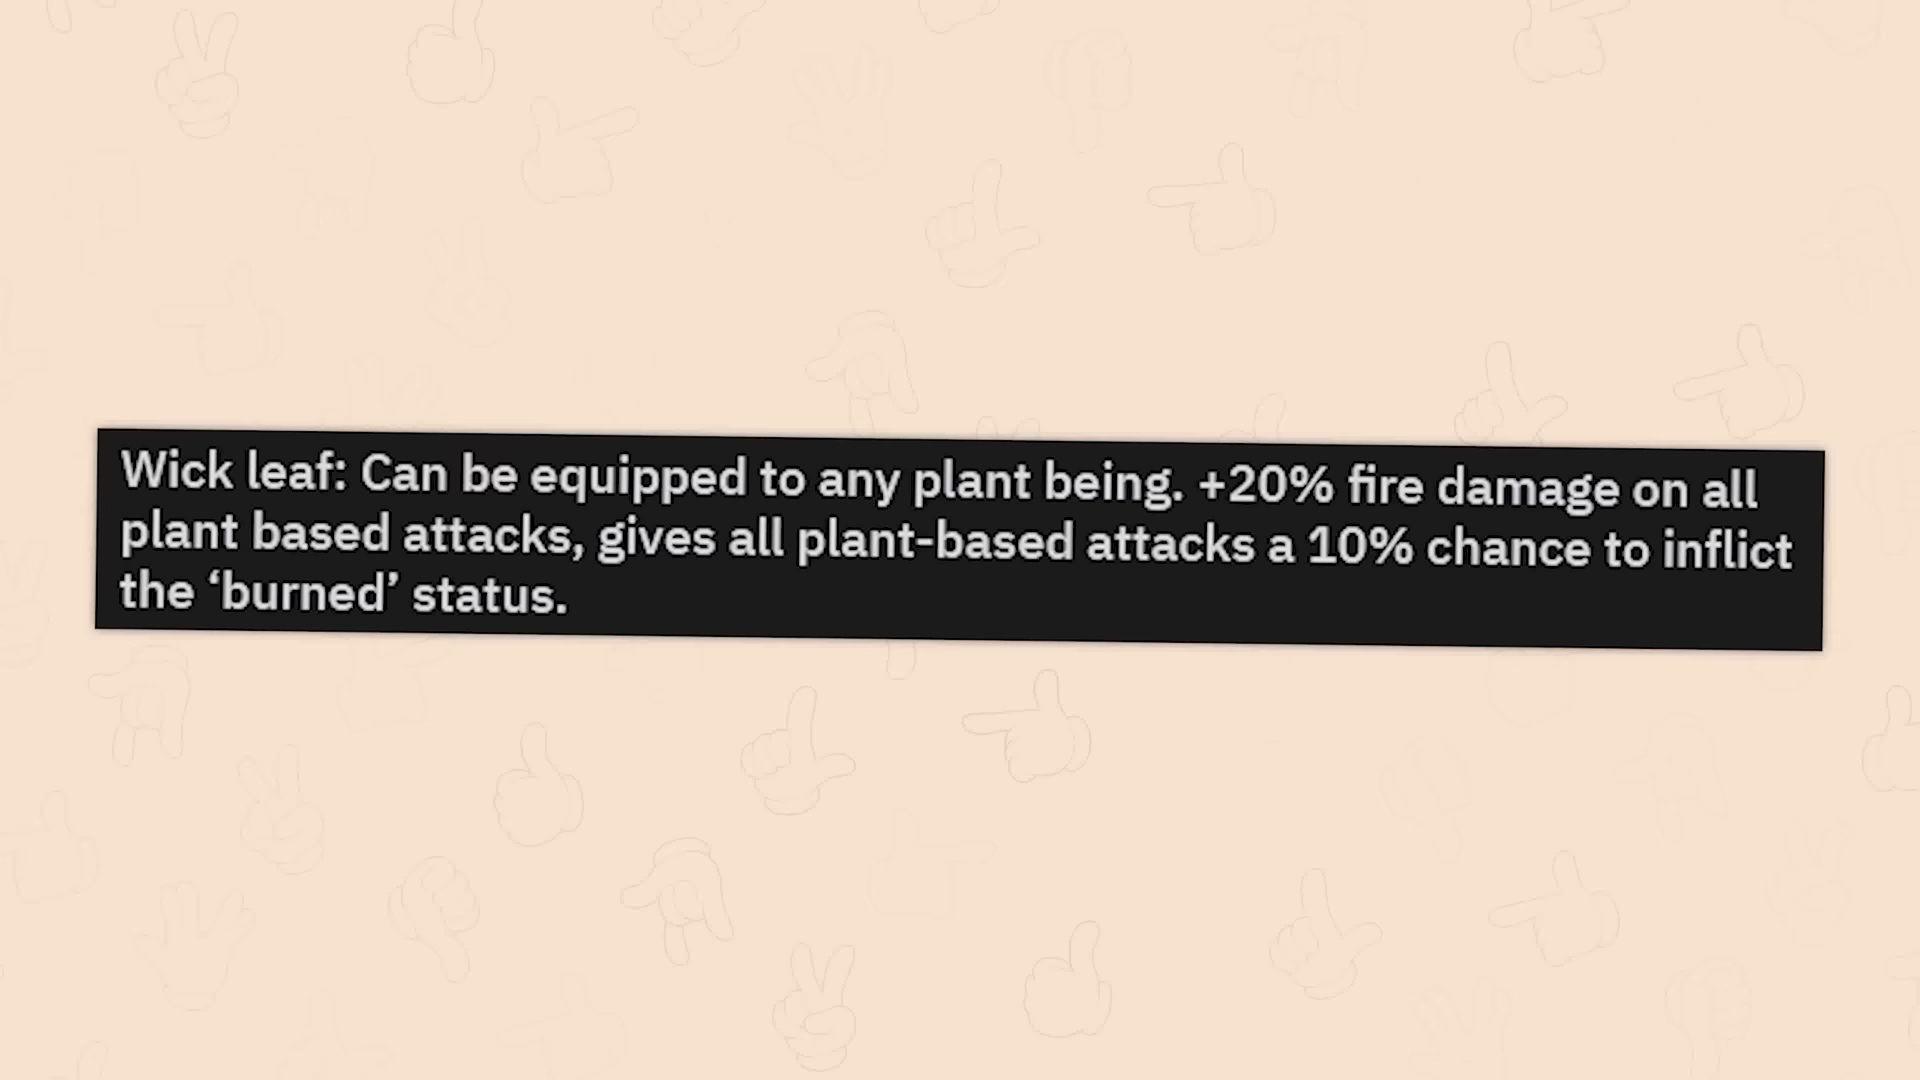 Wick leaf: Can be equipped to any plant being. +20% fire damage on all
plant based attacks, gives all plant-based attacks a 10% chance to inflict
the ‘burned’ status.